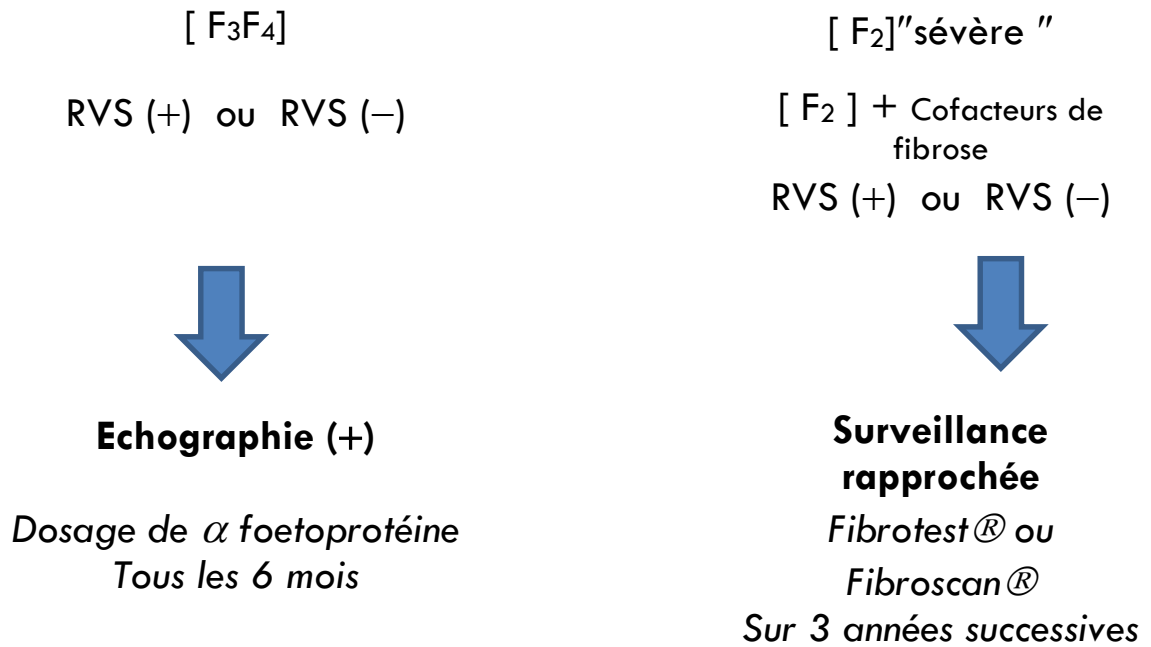 [ F3F4]
RVS (+) ou RVS (–)
Echographie (+)
Dosage de α foetoprotéine
Tous les 6 mois
[ F2]"sévère "
[ F2 ] + Cofacteurs de
fibrose
RVS (+) ou RVS (–)
Surveillance
rapprochée
Fibrotest® ou
Fibroscan®
Sur 3 années successives